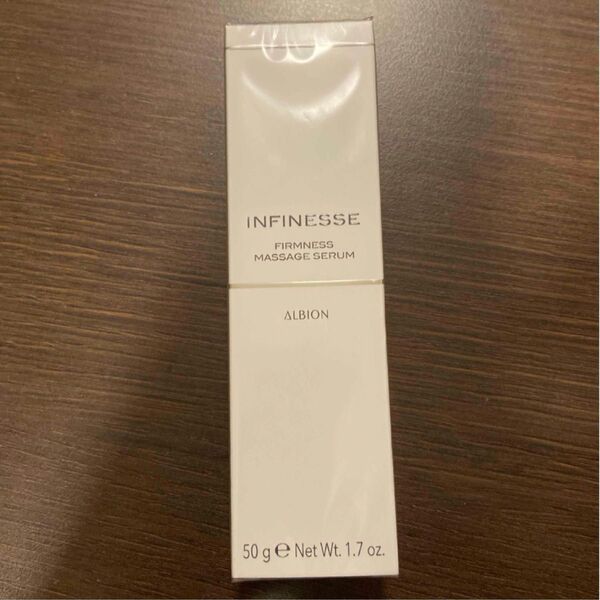 INFINESSE
FIRMNESS
MASSAGE SERUM
ALBION
50 g ℮ Net Wt. 1.7 oz.